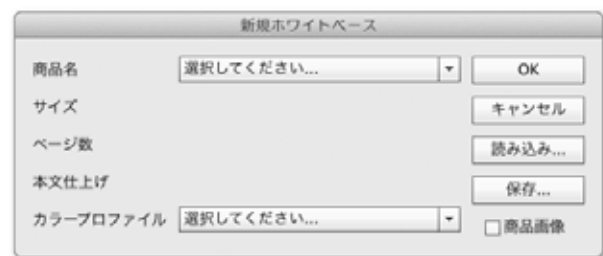 新規ホワイトベース
商品名 選択してください... OK
サイズ キャンセル
ページ数 読み込み...
本文仕上げ 保存...
カラープロファイル 選択してください... 商品画像